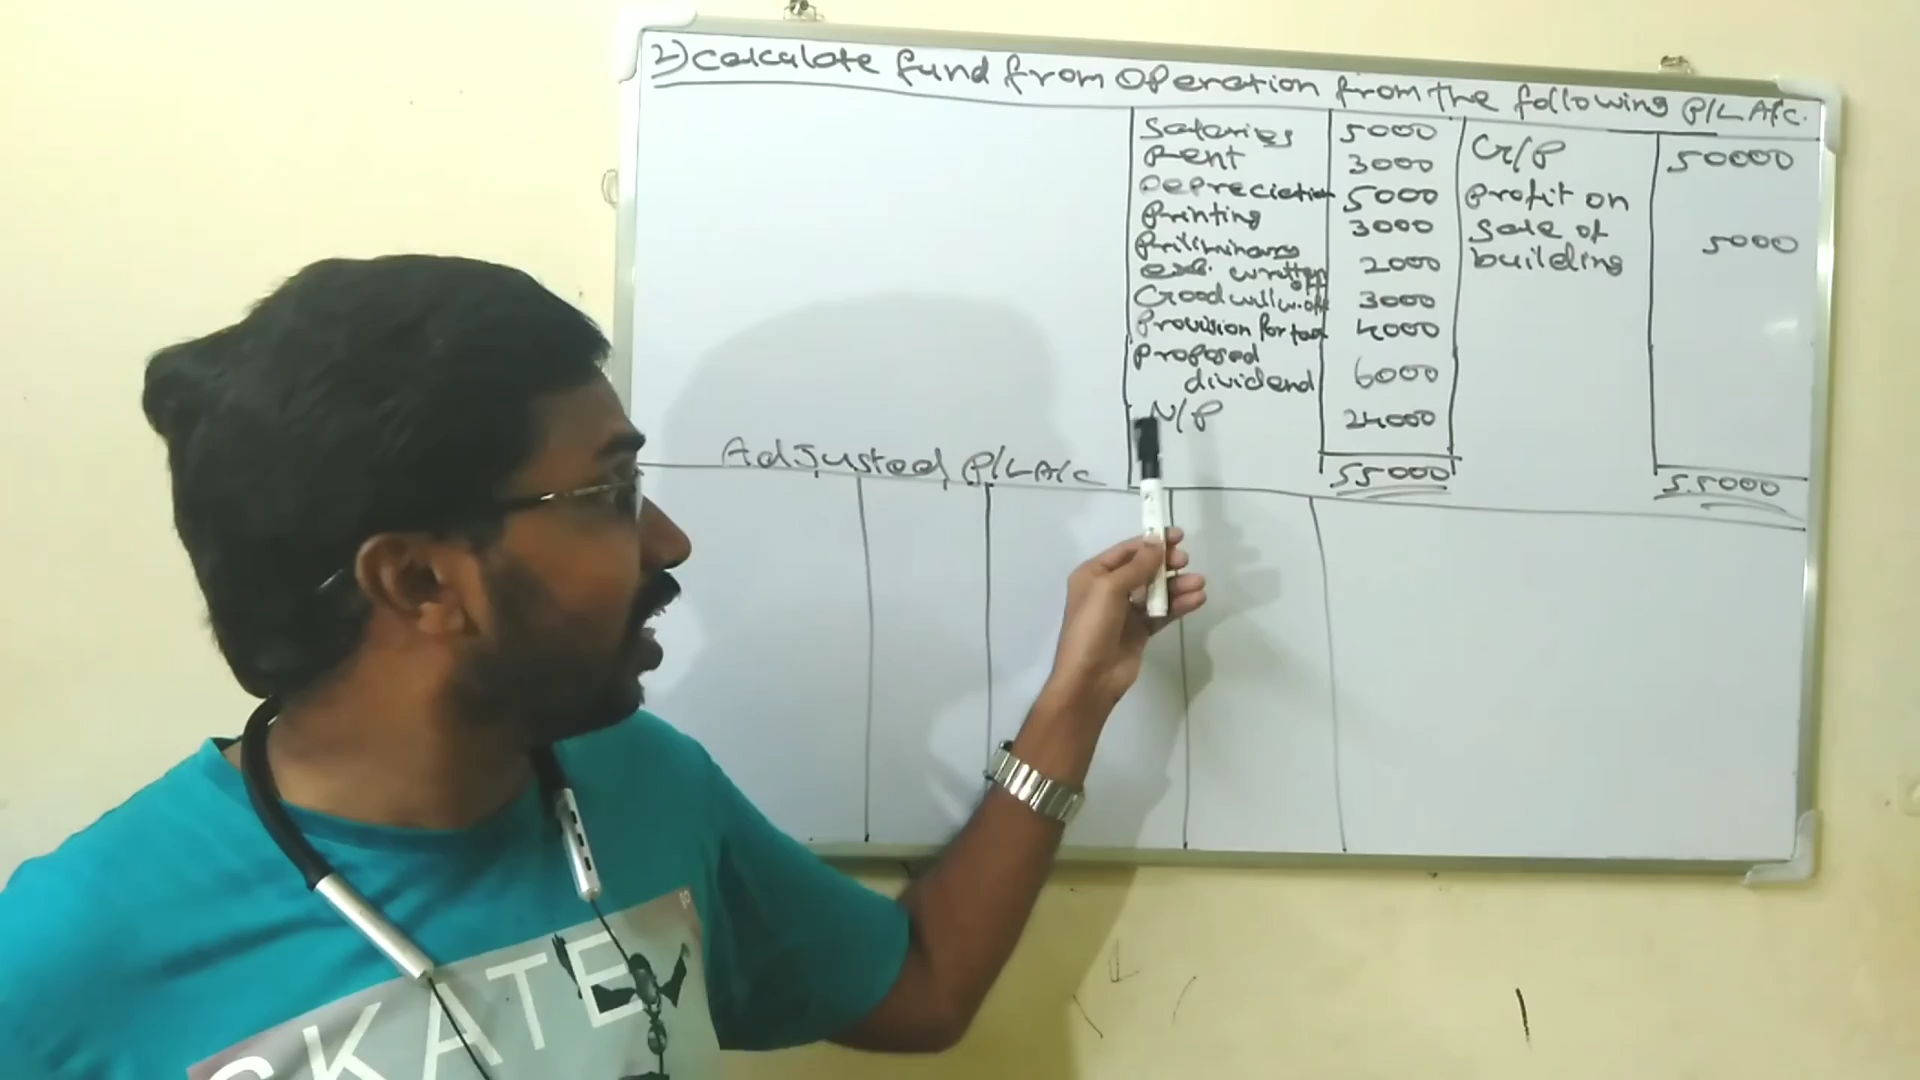 2) calculate fund from operation from the following P/L A/c.
Salaries 5000 G/P 50000
Rent 3000
Depreciation 5000 profit on
printing 3000 sale of 5000
Preliminary building
exp. written off 2000
Goodwill w.off 3000
Provision for tax 4000
proposed
dividend 6000
N/P 24000
55000 55000
Adjusted P/L A/c
SKATE